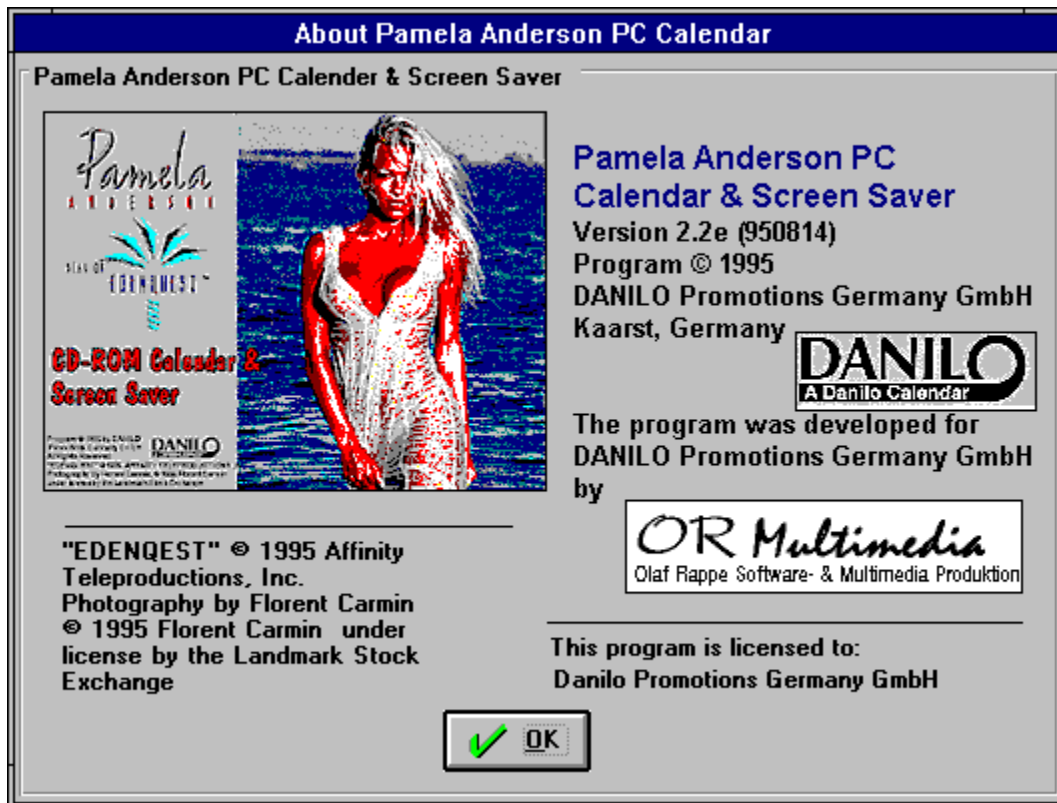 About Pamela Anderson PC Calendar
Pamela Anderson PC Calender & Screen Saver
Pamela
ANDERSON
STAR OF
EDENQUEST™
CD-ROM Calendar &
Screen Saver
DANILO
Pamela Anderson PC
Calendar & Screen Saver
Version 2.2e (950814)
Program © 1995
DANILO Promotions Germany GmbH
Kaarst, Germany
DANILO
A Danilo Calendar
The program was developed for
DANILO Promotions Germany GmbH
by
OR Multimedia
Olaf Rappe Software- & Multimedia Produktion
"EDENQEST" © 1995 Affinity
Teleproductions, Inc.
Photography by Florent Carmin
© 1995 Florent Carmin under
license by the Landmark Stock
Exchange
This program is licensed to:
Danilo Promotions Germany GmbH
OK